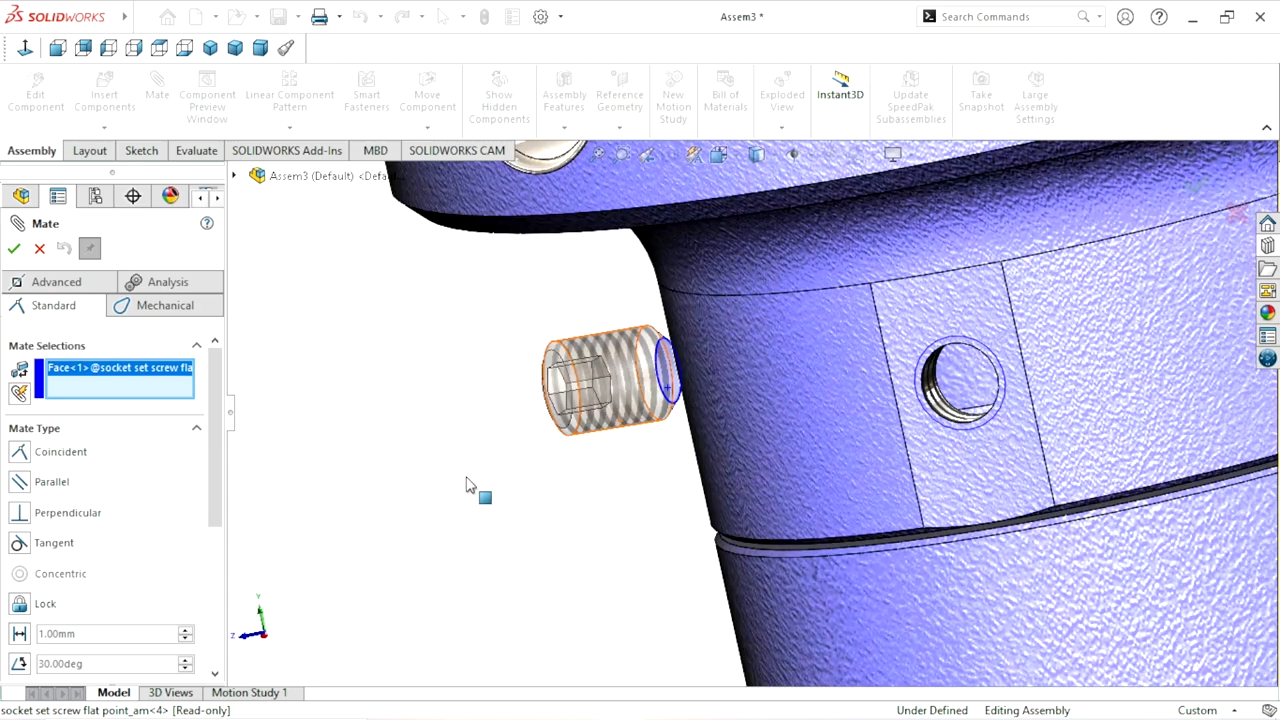 SOLIDWORKS
Assem3 *
Search Commands
Edit Component
Insert Components
Mate
Component Preview Window
Linear Component Pattern
Smart Fasteners
Move Component
Show Hidden Components
Assembly Features
Reference Geometry
New Motion Study
Bill of Materials
Exploded View
Instant3D
Update SpeedPak Subassemblies
Take Snapshot
Large Assembly Settings
Assembly
Layout
Sketch
Evaluate
SOLIDWORKS Add-Ins
MBD
SOLIDWORKS CAM
Assem3 (Default) <Defau
Mate
Advanced
Analysis
Standard
Mechanical
Mate Selections
Face<1>@socket set screw fla
Mate Type
Coincident
Parallel
Perpendicular
Tangent
Concentric
Lock
1.00mm
30.00deg
Y
Z
Model
3D Views
Motion Study 1
socket set screw flat point_am<4> [Read-only]
Under Defined
Editing Assembly
Custom